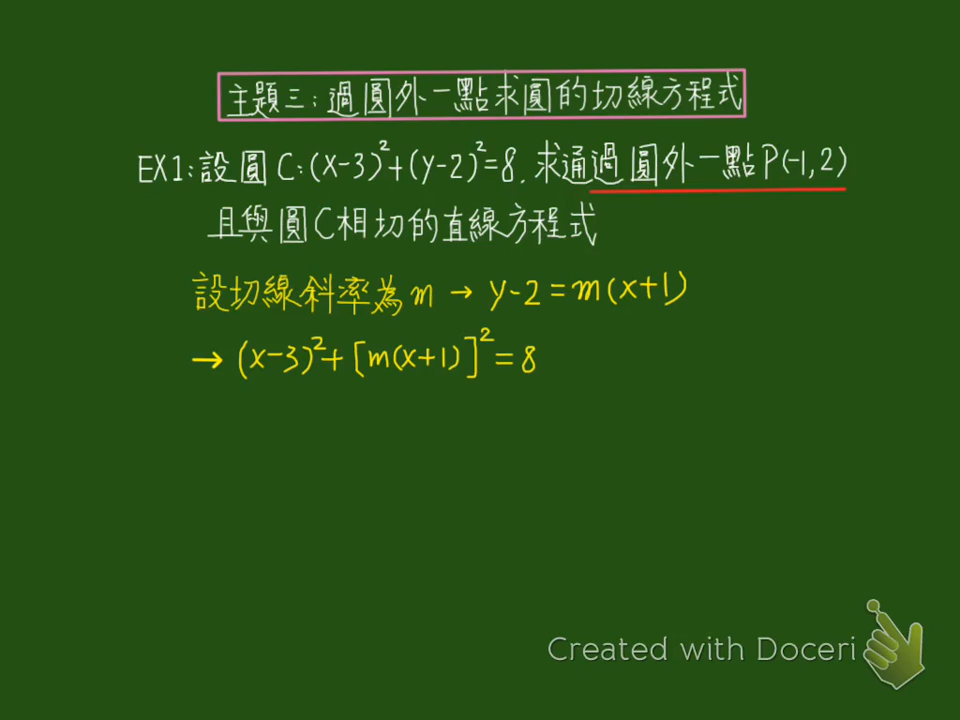 主題三:過圓外一點求圓的切線方程式
EX1:設圓C:(x-3)²+(y-2)²=8.求通過圓外一點P(-1,2)
且與圓C相切的直線方程式
設切線斜率為m → y-2=m(x+1)
→ (x-3)²+[m(x+1)]²=8
Created with Doceri